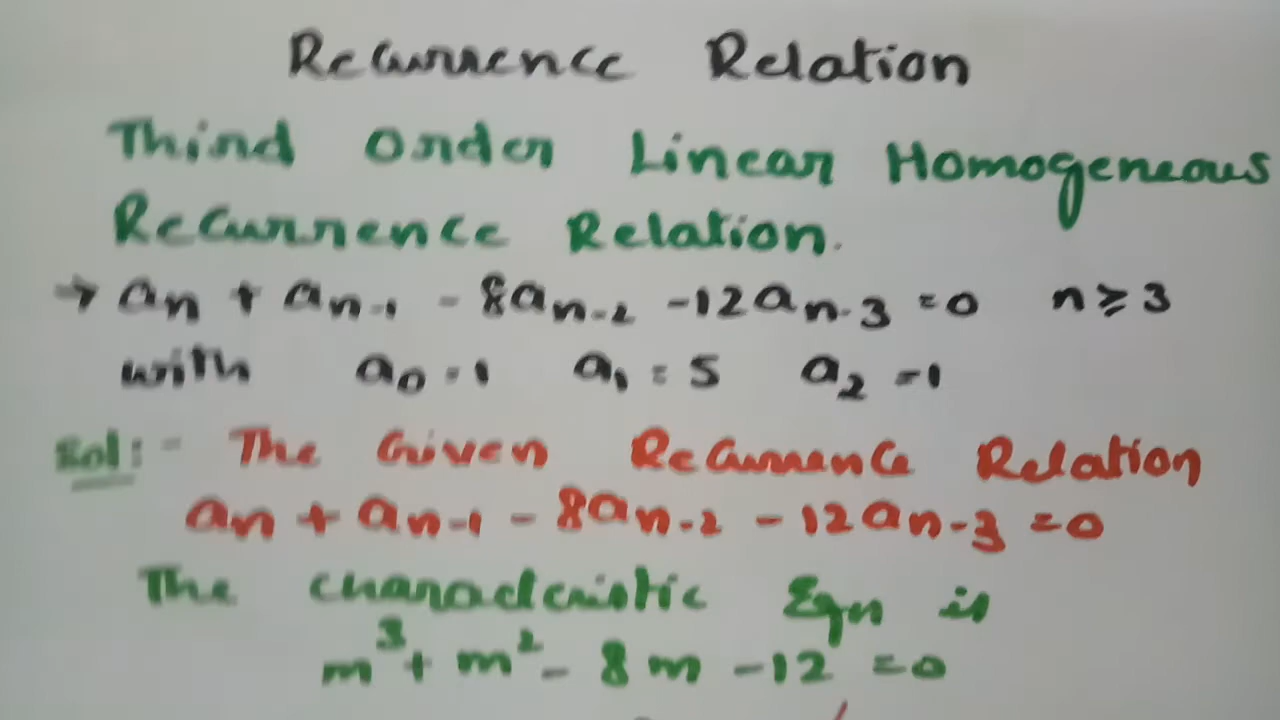 Recurrence Relation
Third Order Linear Homogeneous
Recurrence Relation.
→ aₙ + aₙ₋₁ - 8aₙ₋₂ - 12aₙ₋₃ = 0 n ≥ 3
with a₀ = 1 a₁ = 5 a₂ = 1
Sol:- The Given Recurrence Relation
aₙ + aₙ₋₁ - 8aₙ₋₂ - 12aₙ₋₃ = 0
The characteristic Eqn is
m³ + m² - 8m - 12 = 0